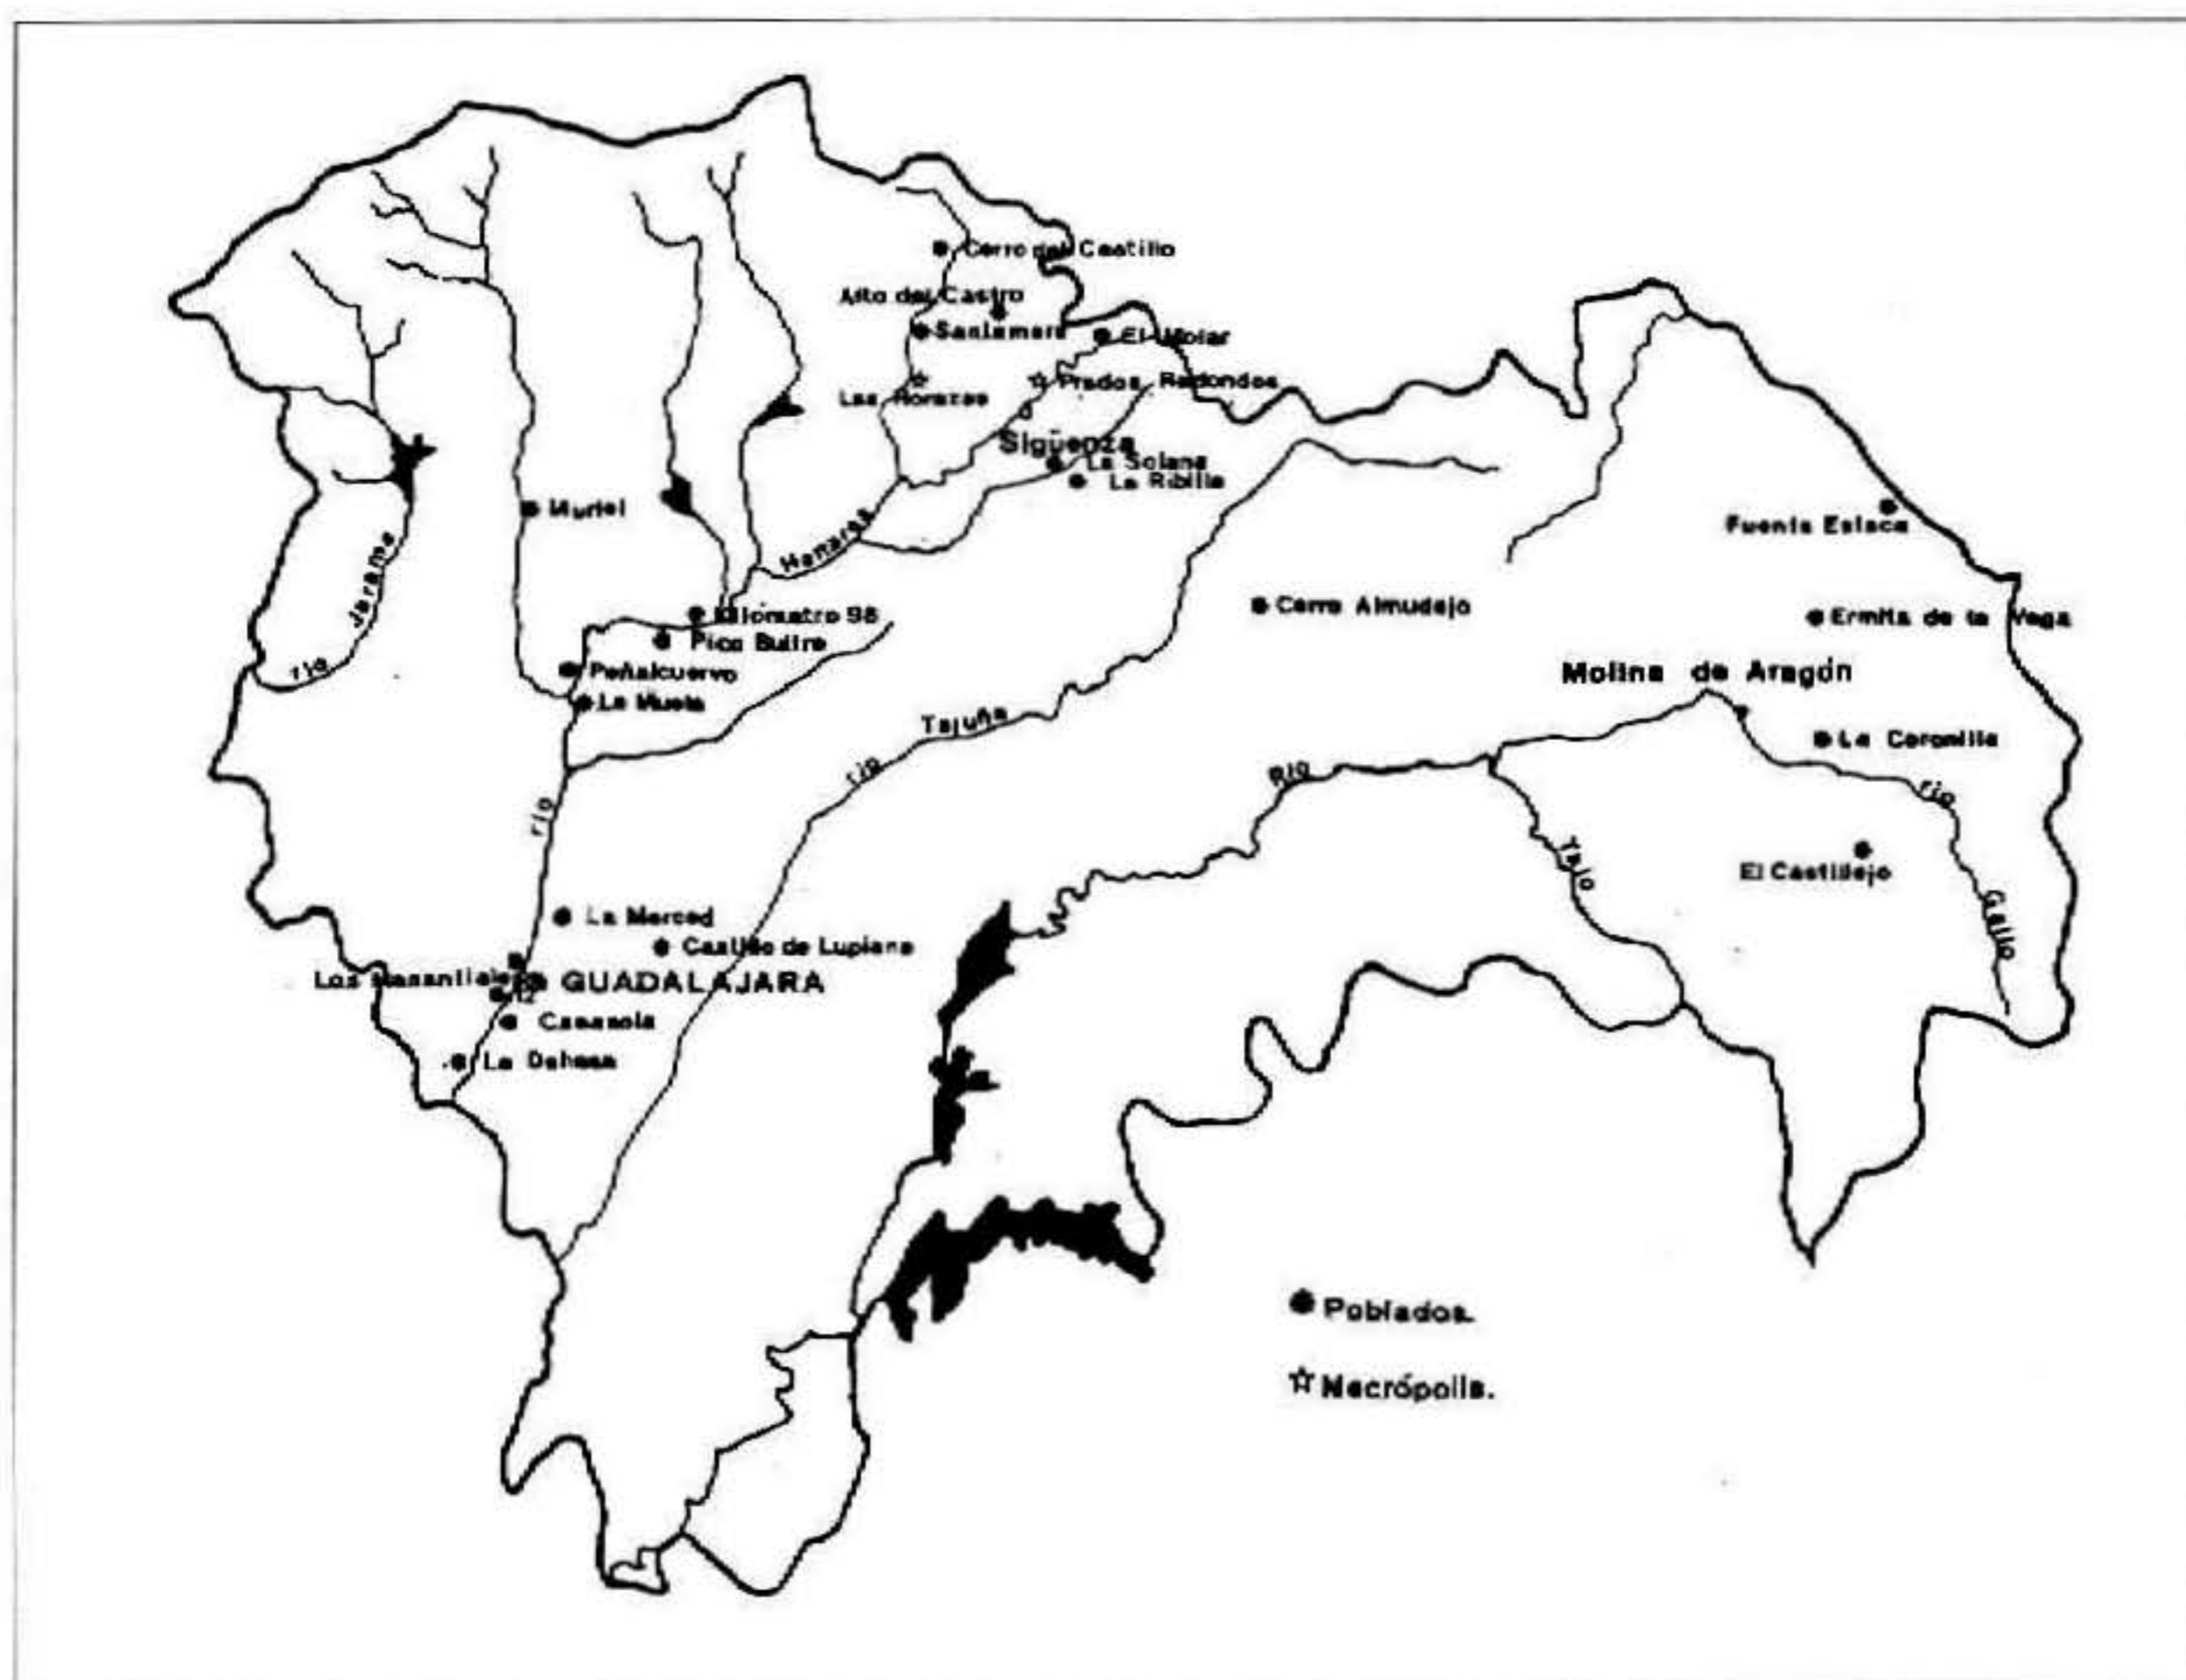 Cerro del Castillo
Alto del Castro
Santamera
El Molar
Prados Redondos
Las Horazas
Sigüenza
La Solana
La Ribilla
Muriel
Henares
Fuente Estaca
río Jarama
Kilómetro 98
Pico Buitre
Cerro Almudejo
Ermita de la Vega
Peñalcuervo
La Muela
Molina de Aragón
río Tajuña
La Coronilla
Río Tajo
río Gallo
río
El Castillejo
La Merced
Castillo de Lupiana
Los Manantiales
GUADALAJARA
La Dehesa
Poblados.
Necrópolis.